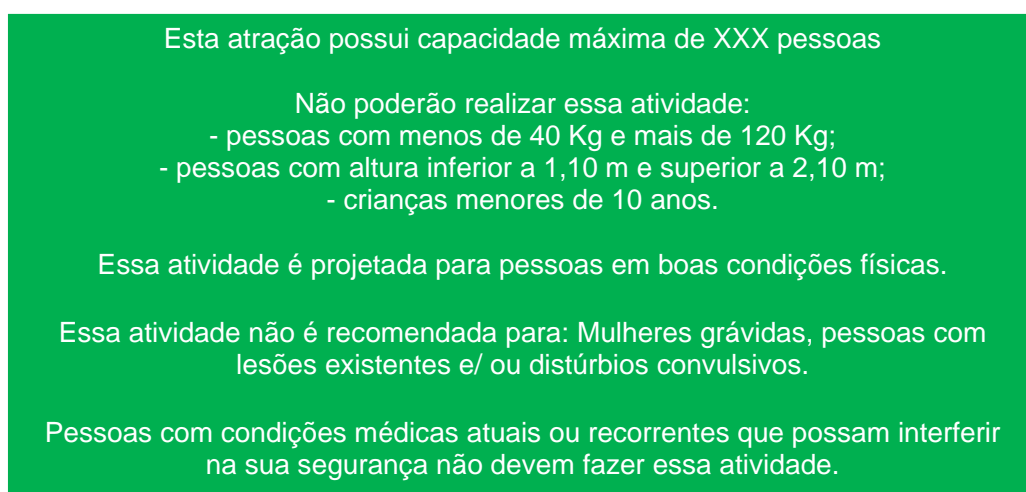 Esta atração possui capacidade máxima de XXX pessoas
Não poderão realizar essa atividade:
- pessoas com menos de 40 Kg e mais de 120 Kg;
- pessoas com altura inferior a 1,10 m e superior a 2,10 m;
- crianças menores de 10 anos.
Essa atividade é projetada para pessoas em boas condições físicas.
Essa atividade não é recomendada para: Mulheres grávidas, pessoas com
lesões existentes e/ ou distúrbios convulsivos.
Pessoas com condições médicas atuais ou recorrentes que possam interferir
na sua segurança não devem fazer essa atividade.